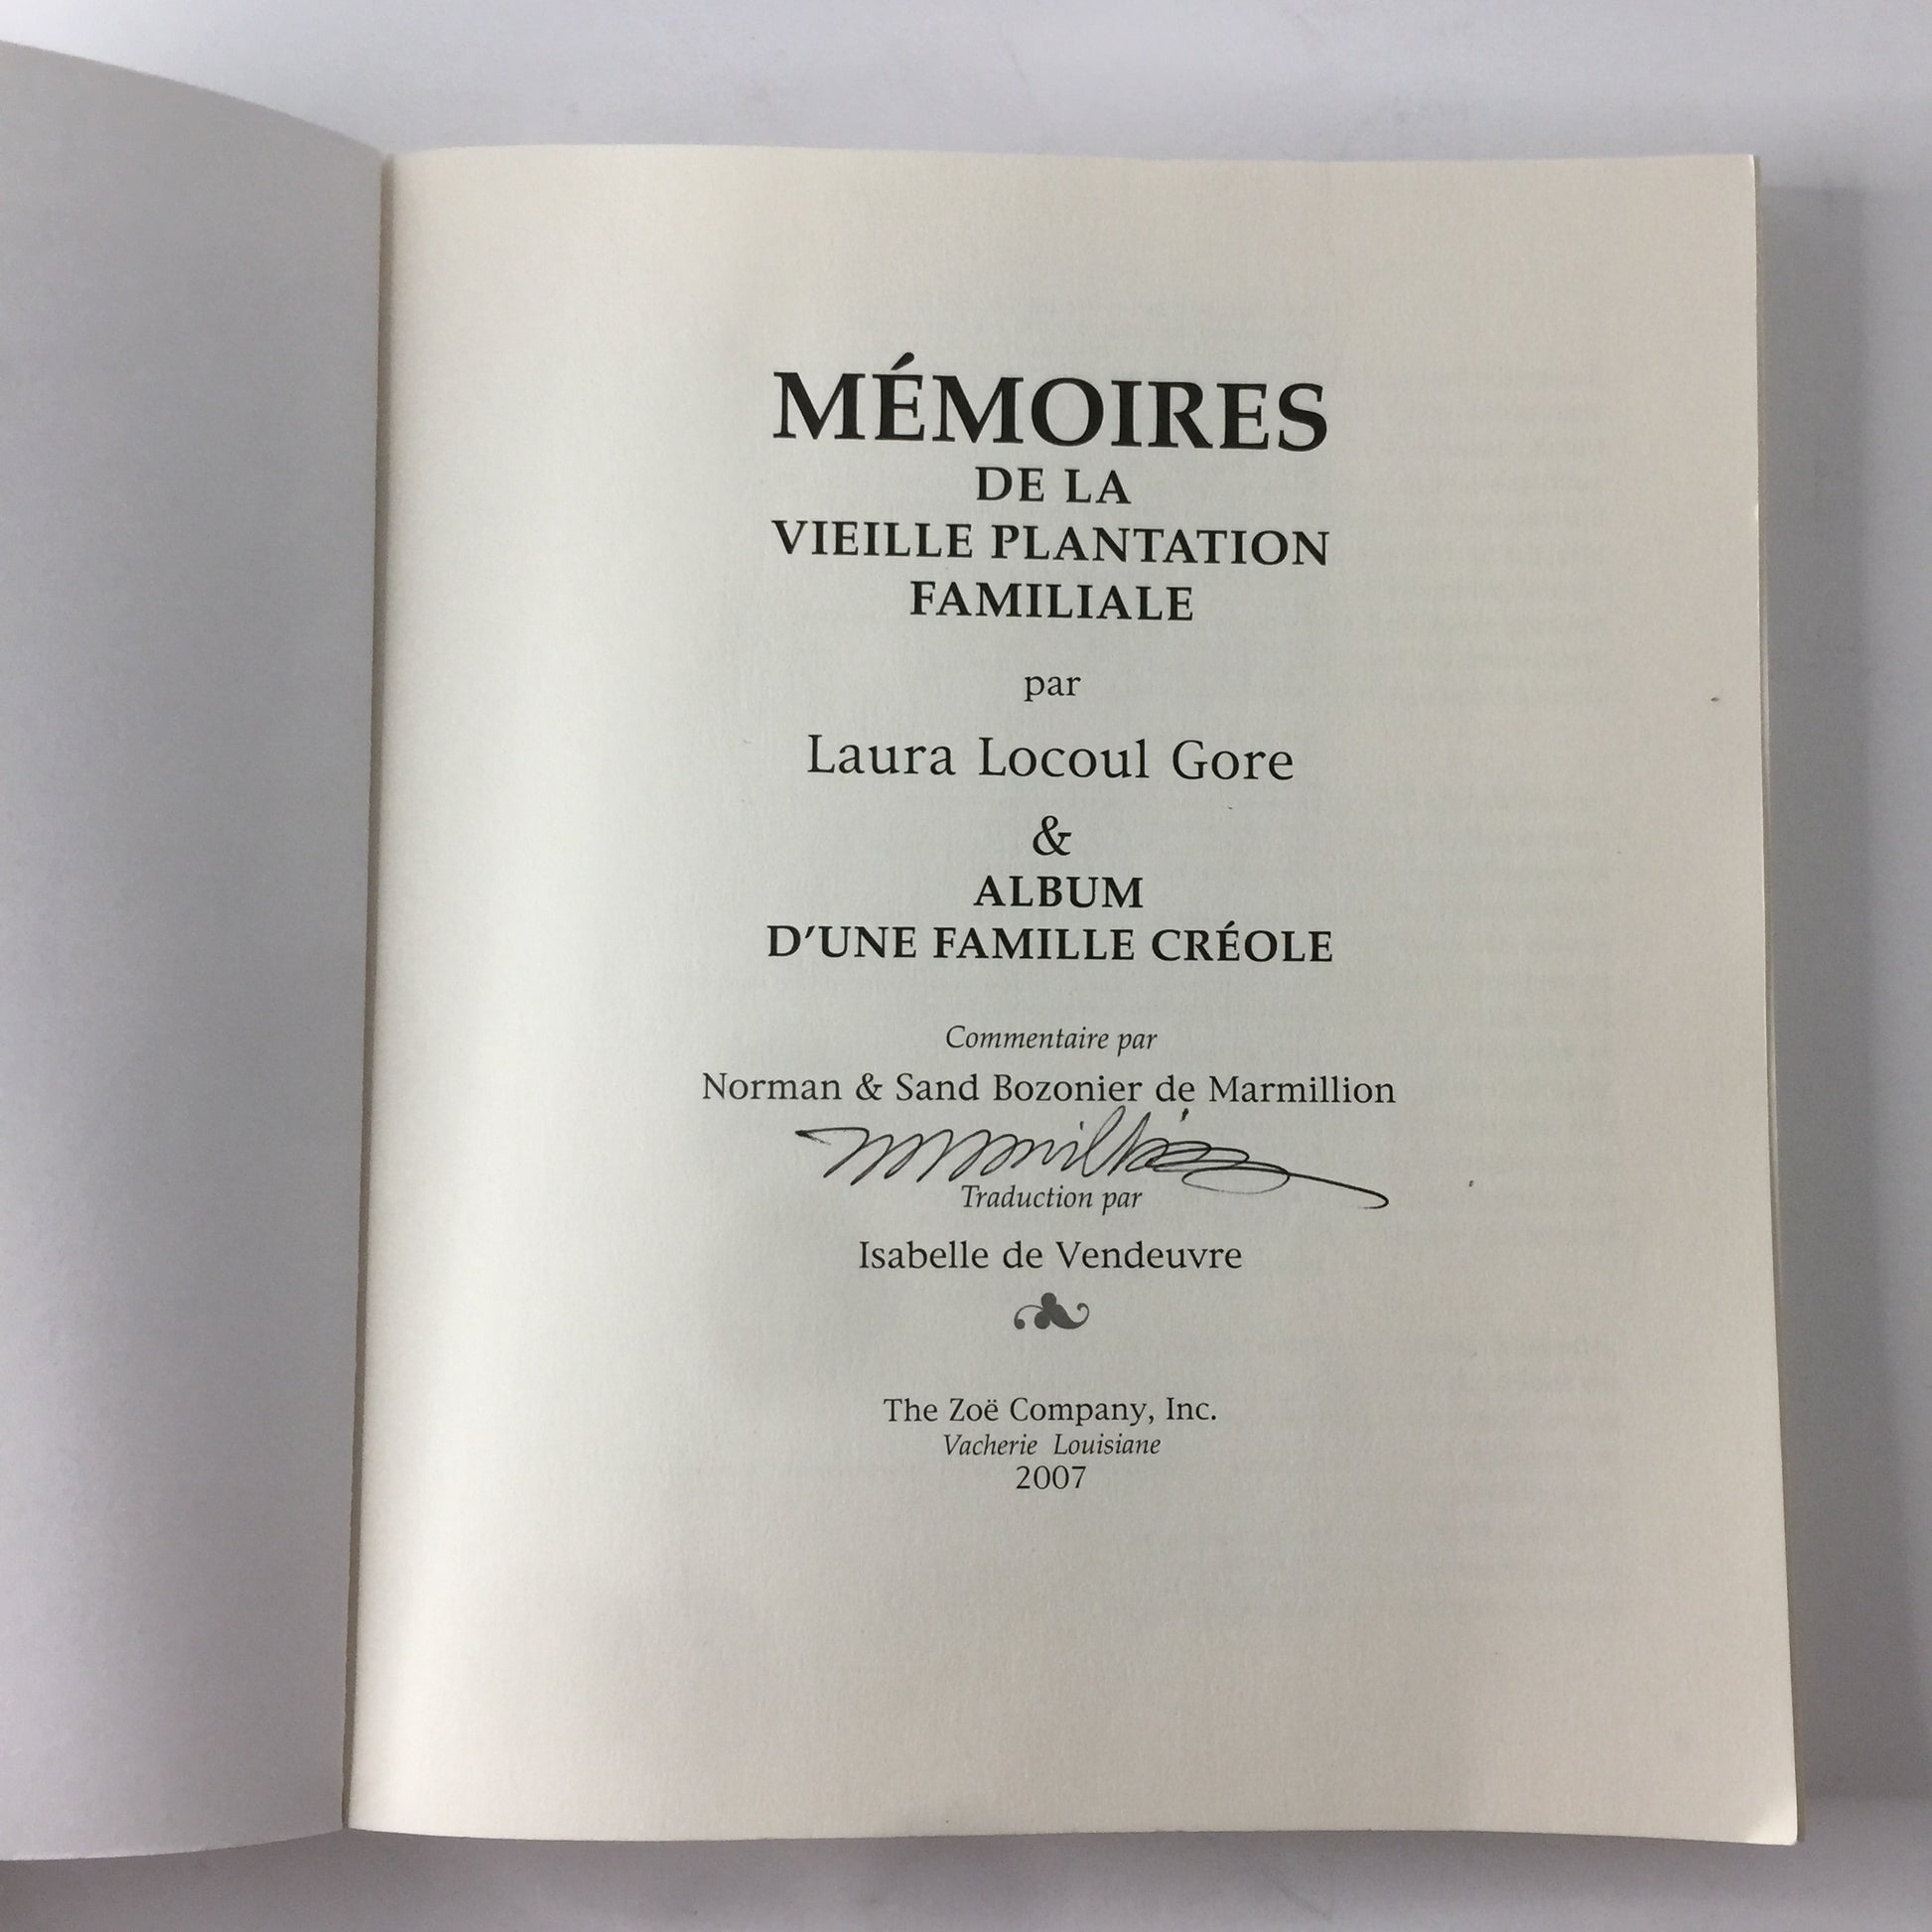 MÉMOIRES
DE LA
VIEILLE PLANTATION
FAMILIALE
par
Laura Locoul Gore
&
ALBUM
D'UNE FAMILLE CRÉOLE
Commentaire par
Norman & Sand Bozonier de Marmillion
Traduction par
Isabelle de Vendeuvre
The Zoë Company, Inc.
Vacherie Louisiane
2007